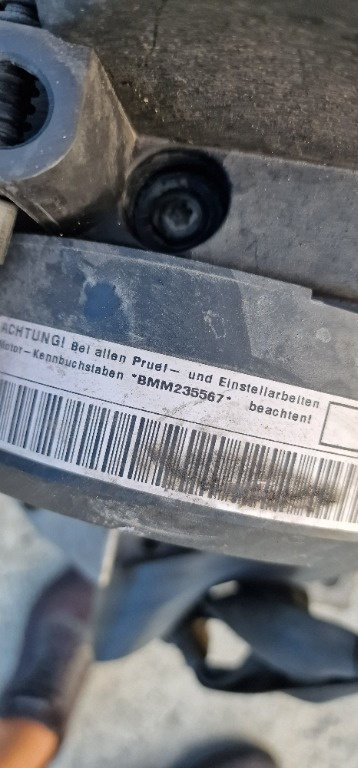 ACHTUNG! Bei allen Pruef- und Einstellarbeiten
Motor-Kennbuchstaben *BMM235567* beachten!